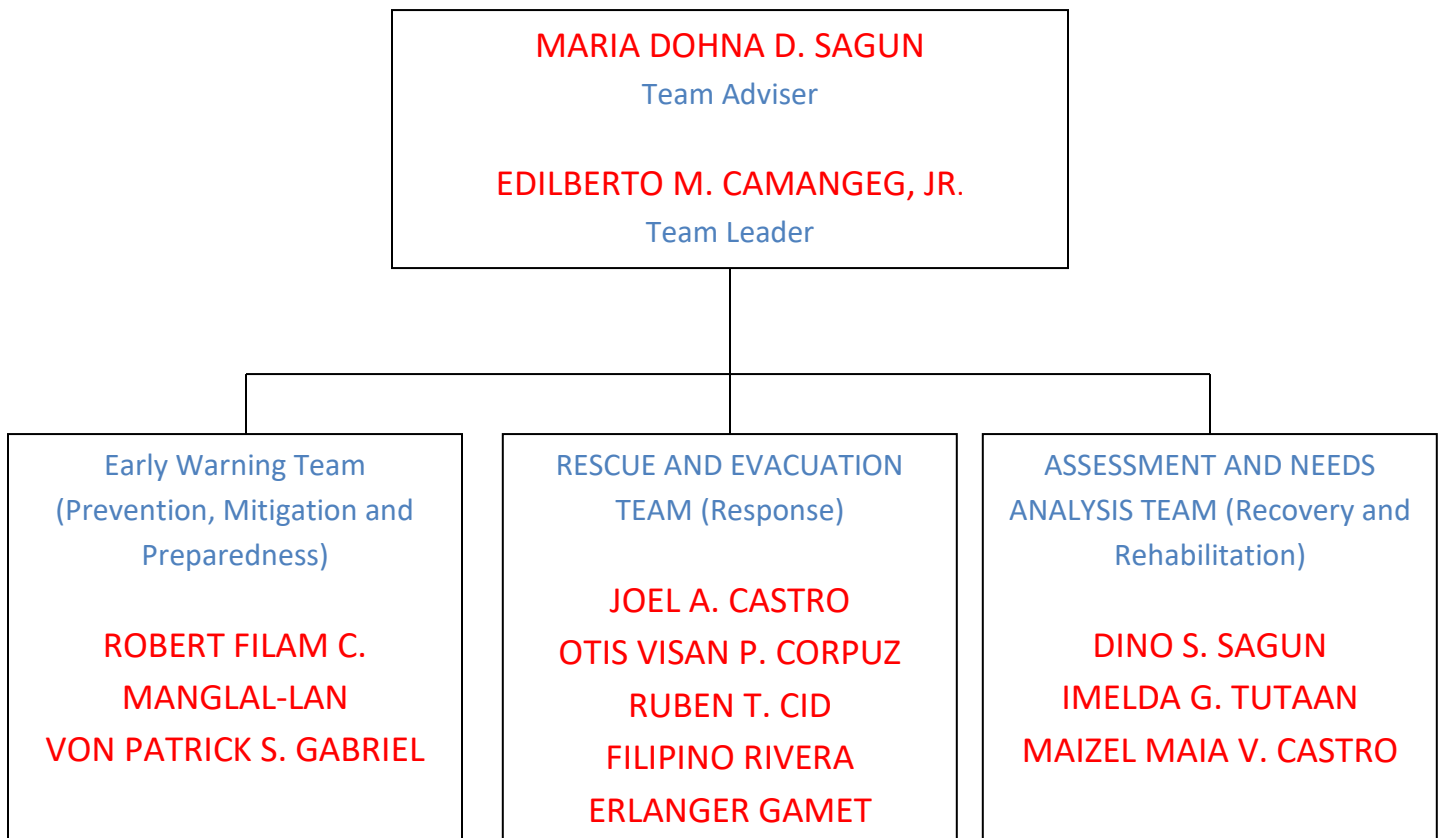 MARIA DOHNA D. SAGUN
Team Adviser
EDILBERTO M. CAMANGEG, JR.
Team Leader
Early Warning Team
(Prevention, Mitigation and
Preparedness)
ROBERT FILAM C.
MANGLAL-LAN
VON PATRICK S. GABRIEL
RESCUE AND EVACUATION
TEAM (Response)
JOEL A. CASTRO
OTIS VISAN P. CORPUZ
RUBEN T. CID
FILIPINO RIVERA
ERLANGER GAMET
ASSESSMENT AND NEEDS
ANALYSIS TEAM (Recovery and
Rehabilitation)
DINO S. SAGUN
IMELDA G. TUTAAN
MAIZEL MAIA V. CASTRO